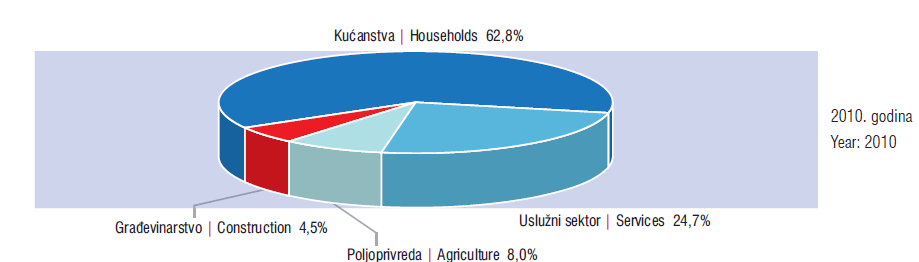 Kućanstva | Households 62,8%
2010. godina
Year: 2010
Građevinarstvo | Construction 4,5%
Uslužni sektor | Services 24,7%
Poljoprivreda | Agriculture 8,0%